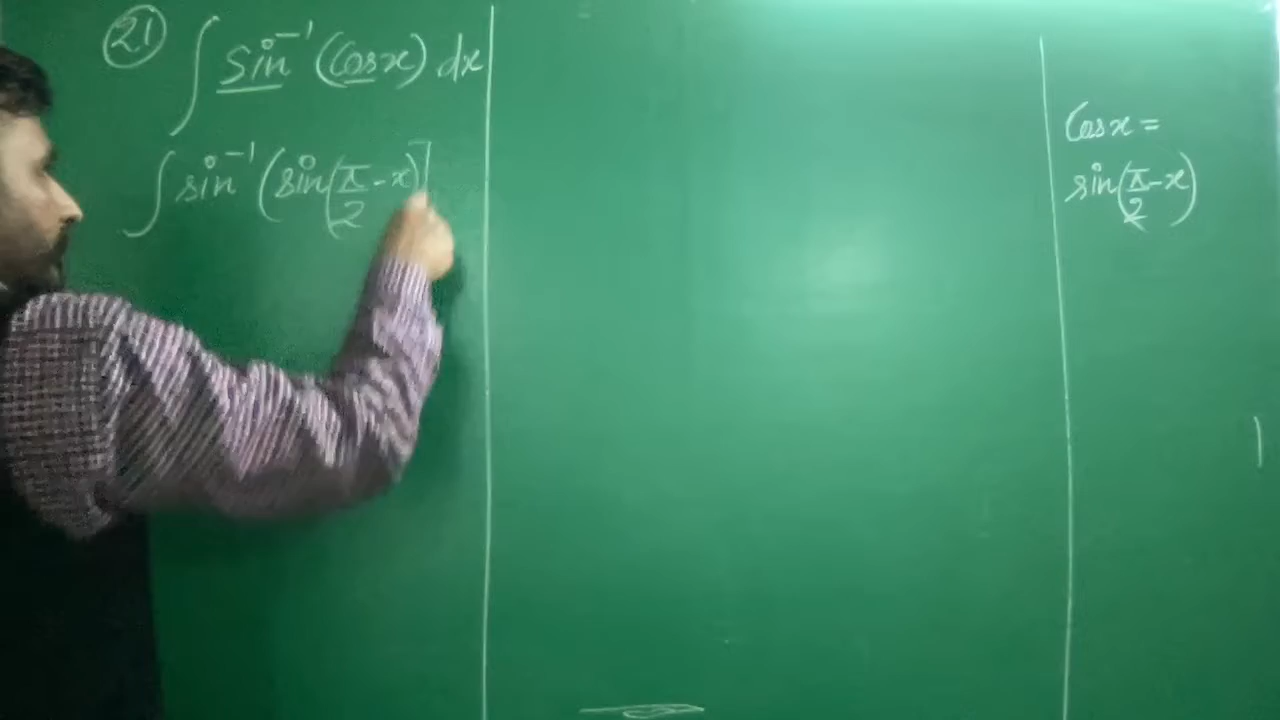 21 ∫ sin⁻¹ (Cosx) dx
∫ sin⁻¹ (sin(π/2 - x)]
Cosx =
sin(π/2 - x)